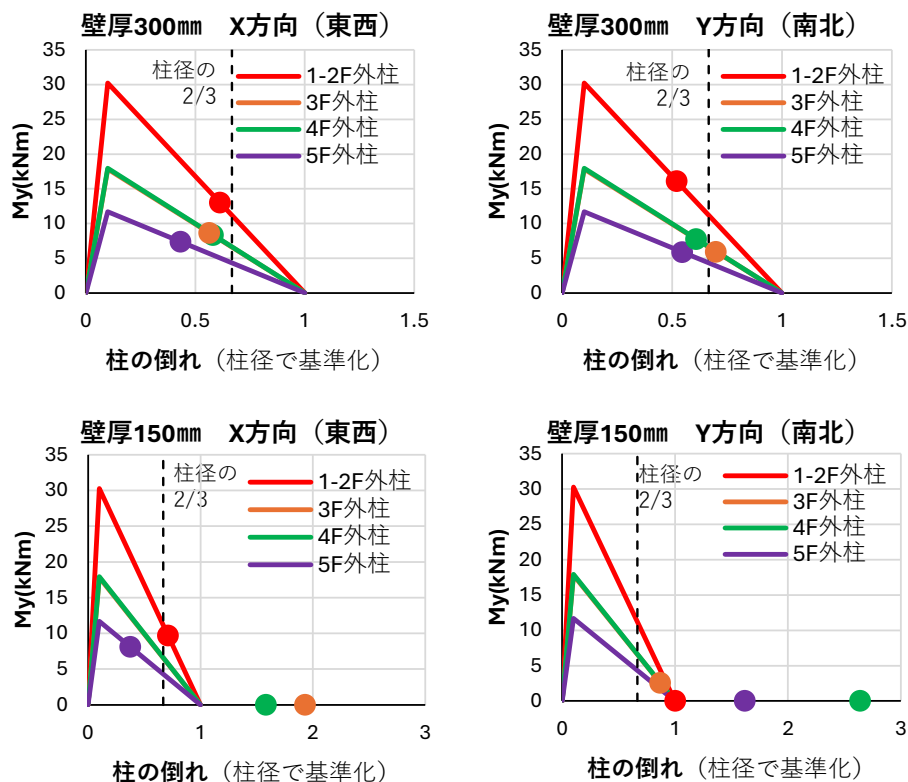 壁厚300㎜ X方向（東西）
35
30
25
20
15
10
5
0
My(kNm)
柱径の
2/3
1-2F外柱
3F外柱
4F外柱
5F外柱
0
0.5
1
1.5
柱の倒れ（柱径で基準化）
壁厚300㎜ Y方向（南北）
35
30
25
20
15
10
5
0
My(kNm)
柱径の
2/3
1-2F外柱
3F外柱
4F外柱
5F外柱
0
0.5
1
1.5
柱の倒れ（柱径で基準化）
壁厚150㎜ X方向（東西）
35
30
25
20
15
10
5
0
My(kNm)
柱径の
2/3
1-2F外柱
3F外柱
4F外柱
5F外柱
0
1
2
3
柱の倒れ（柱径で基準化）
壁厚150㎜ Y方向（南北）
35
30
25
20
15
10
5
0
My(kNm)
柱径の
2/3
1-2F外柱
3F外柱
4F外柱
5F外柱
0
1
2
3
柱の倒れ（柱径で基準化）